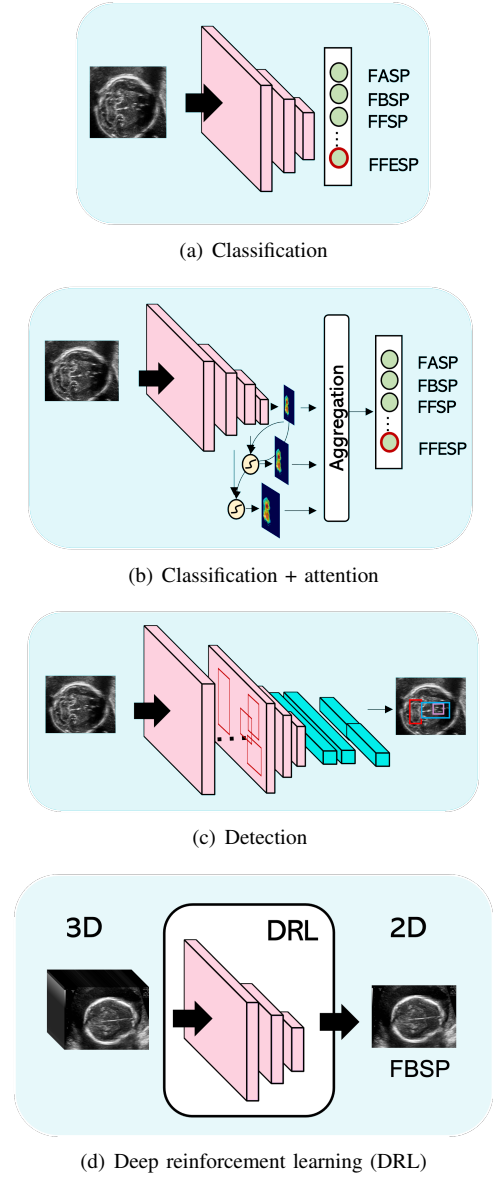 FASP
FBSP
FFSP
FFESP
(a) Classification
Aggregation
FASP
FBSP
FFSP
FFESP
(b) Classification + attention
(c) Detection
3D
DRL
2D
FBSP
(d) Deep reinforcement learning (DRL)